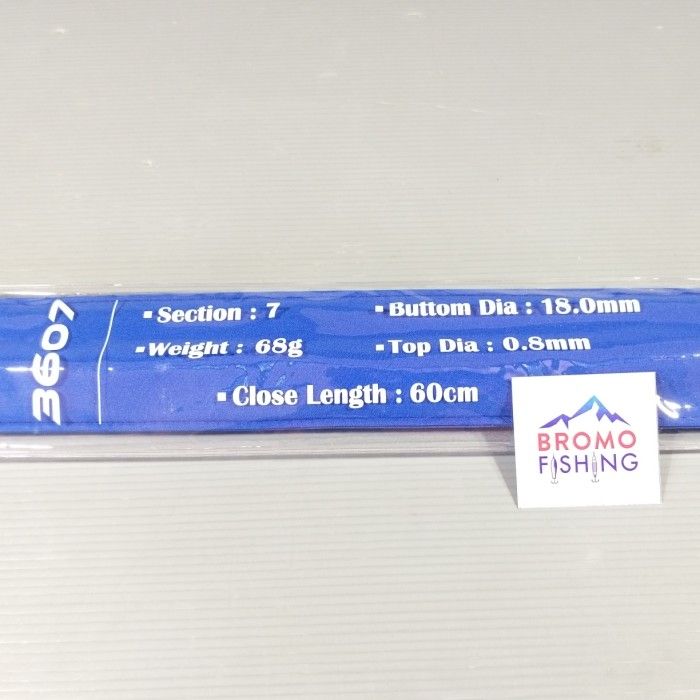 3607
▪Section : 7
▪Buttom Dia : 18.0mm
▪Weight : 68g
▪Top Dia : 0.8mm
▪Close Length : 60cm
BROMO
FISHING